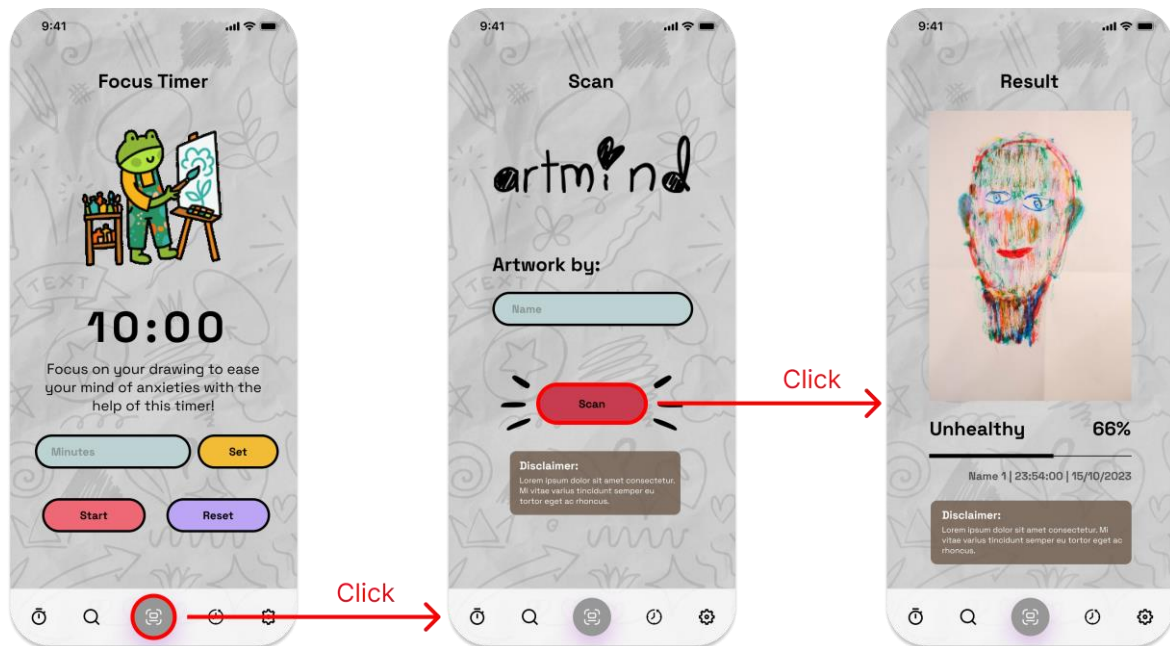 9:41
Focus Timer
TEXT
10:00
Focus on your drawing to ease
your mind of anxieties with the
help of this timer!
Minutes
Set
Start
Reset
Click
9:41
Scan
artmind
TEXT
Artwork by:
Name
Scan
Disclaimer:
Lorem ipsum dolor sit amet consectetur.
Mi vitae varius tincidunt semper eu
tortor eget ac rhoncus.
Click
9:41
Result
Unhealthy 66%
Name 1 | 23:54:00 | 15/10/2023
Disclaimer:
Lorem ipsum dolor sit amet consectetur. Mi
vitae varius tincidunt semper eu tortor eget ac
rhoncus.